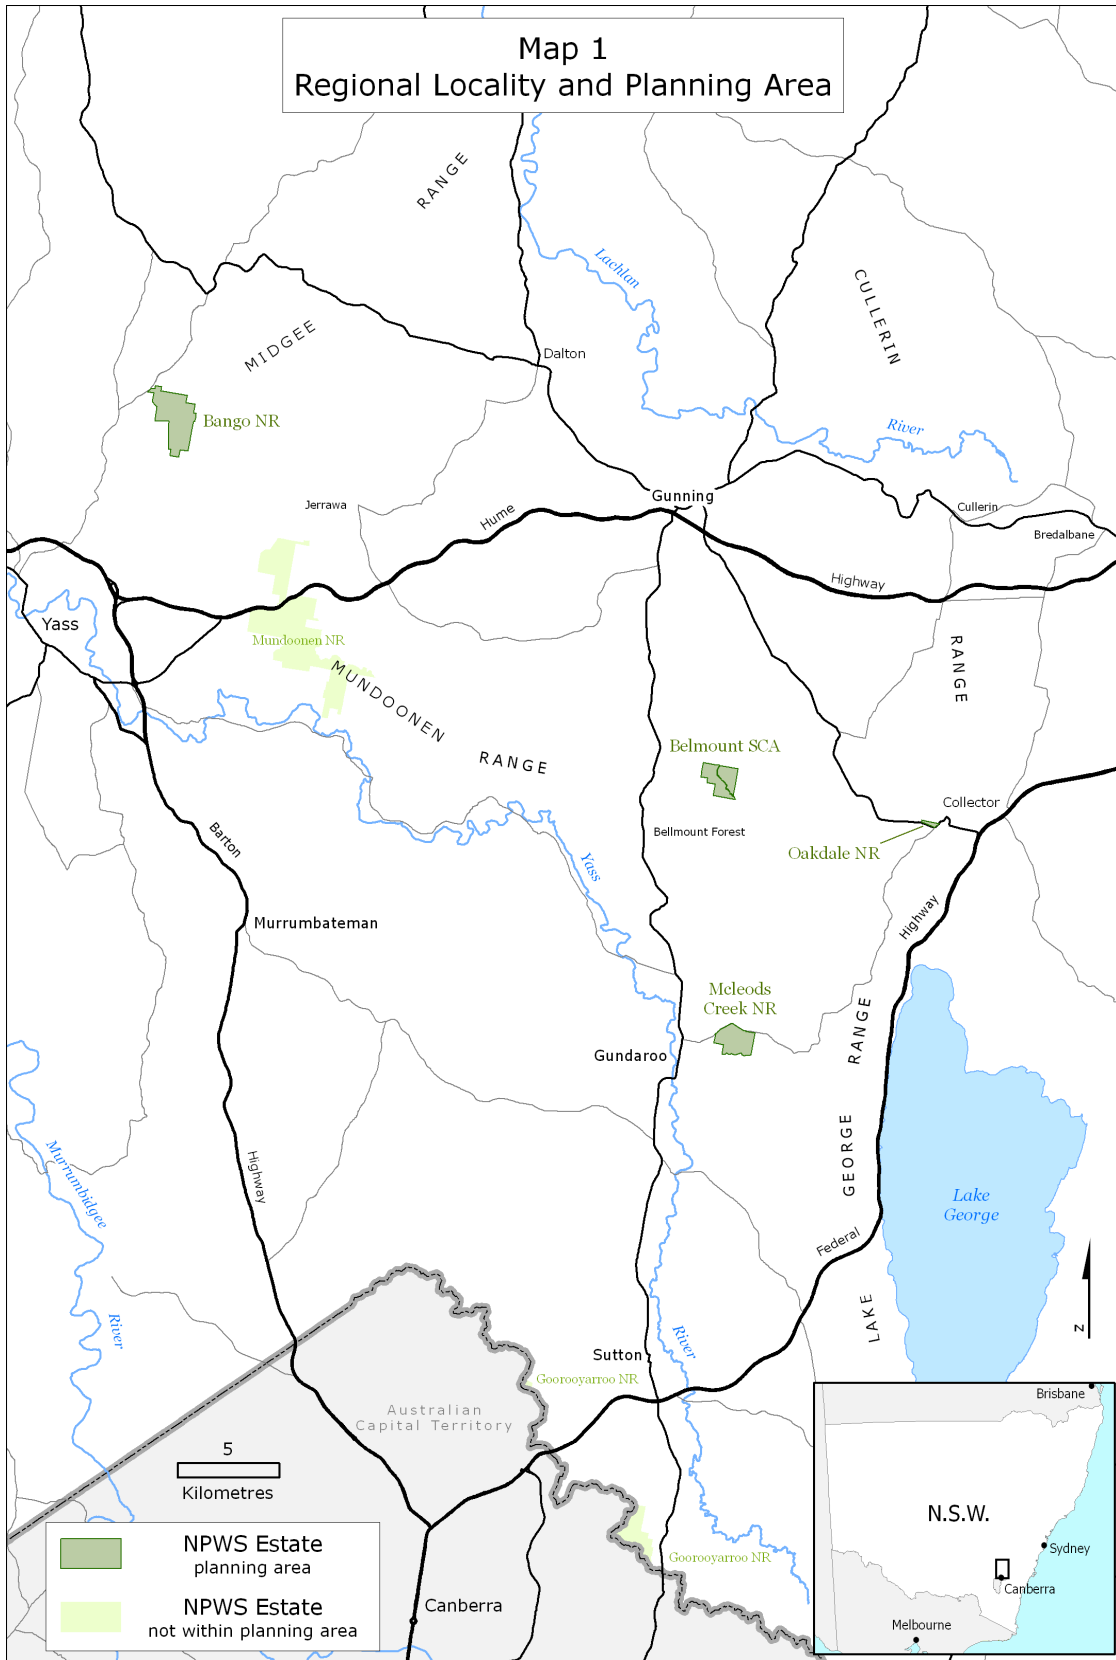 Map 1
Regional Locality and Planning Area
RANGE
Lachlan
CULLERIN
MIDGEE
Dalton
Bango NR
River
Gunning
Jerrawa
Hume
Cullerin
Bredalbane
Highway
Yass
Mundoonen NR
RANGE
MUNDOONEN
RANGE
Belmount SCA
Collector
Barton
Bellmount Forest
Oakdale NR
Yass
Highway
Murrumbateman
Mcleods
Creek NR
RANGE
Gundaroo
GEORGE
Murrumbidgee
Highway
Lake
George
Federal
LAKE
River
River
Sutton
N
Goorooyarroo NR
Australian
Capital Territory
Brisbane
5
Kilometres
N.S.W.
Sydney
Canberra
Melbourne
Goorooyarroo NR
NPWS Estate
planning area
NPWS Estate
not within planning area
Canberra